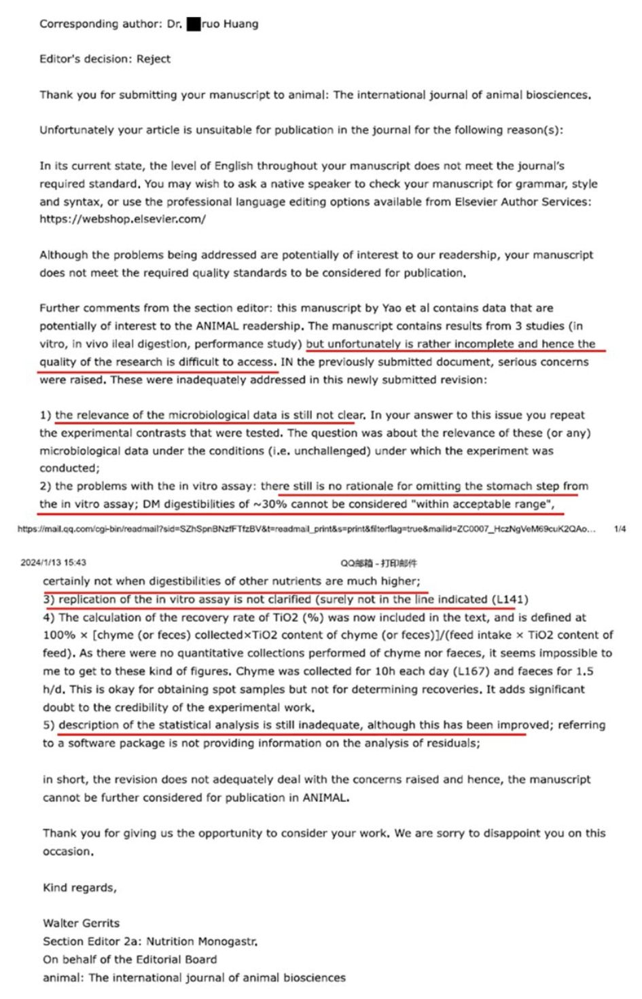 Corresponding author: Dr. ruo Huang
Editor's decision: Reject
Thank you for submitting your manuscript to animal: The international journal of animal biosciences.
Unfortunately your article is unsuitable for publication in the journal for the following reason(s):
In its current state, the level of English throughout your manuscript does not meet the journal's
required standard. You may wish to ask a native speaker to check your manuscript for grammar, style
and syntax, or use the professional language editing options available from Elsevier Author Services:
https://webshop.elsevier.com/
Although the problems being addressed are potentially of interest to our readership, your manuscript
does not meet the required quality standards to be considered for publication.
Further comments from the section editor: this manuscript by Yao et al contains data that are
potentially of interest to the ANIMAL readership. The manuscript contains results from 3 studies (in
vitro, in vivo ileal digestion, performance study) but unfortunately is rather incomplete and hence the
quality of the research is difficult to access. IN the previously submitted document, serious concerns
were raised. These were inadequately addressed in this newly submitted revision:
1) the relevance of the microbiological data is still not clear. In your answer to this issue you repeat
the experimental contrasts that were tested. The question was about the relevance of these (or any)
microbiological data under the conditions (i.e. unchallenged) under which the experiment was
conducted;
2) the problems with the in vitro assay: there still is no rationale for omitting the stomach step from
the in vitro assay; DM digestibilities of ~30% cannot be considered "within acceptable range",
https://mail.qq.com/cgi-bin/readmail?sid=SZhSpnBNzfFTfzBV&t=readmail_print&s=print&filterflag=true&mailid=ZC0007_HczNgVeM69cuK2QAo... 1/4
2024/1/13 15:43 QQ邮箱 - 打印邮件
certainly not when digestibilities of other nutrients are much higher;
3) replication of the in vitro assay is not clarified (surely not in the line indicated (L141)
4) The calculation of the recovery rate of TiO2 (%) was now included in the text, and is defined at
100% × [chyme (or feces) collected×TiO2 content of chyme (or feces)]/(feed intake × TiO2 content of
feed). As there were no quantitative collections performed of chyme nor faeces, it seems impossible to
me to get to these kind of figures. Chyme was collected for 10h each day (L167) and faeces for 1.5
h/d. This is okay for obtaining spot samples but not for determining recoveries. It adds significant
doubt to the credibility of the experimental work.
5) description of the statistical analysis is still inadequate, although this has been improved; referring
to a software package is not providing information on the analysis of residuals;
in short, the revision does not adequately deal with the concerns raised and hence, the manuscript
cannot be further considered for publication in ANIMAL.
Thank you for giving us the opportunity to consider your work. We are sorry to disappoint you on this
occasion.
Kind regards,
Walter Gerrits
Section Editor 2a: Nutrition Monogastr.
On behalf of the Editorial Board
animal: The international journal of animal biosciences